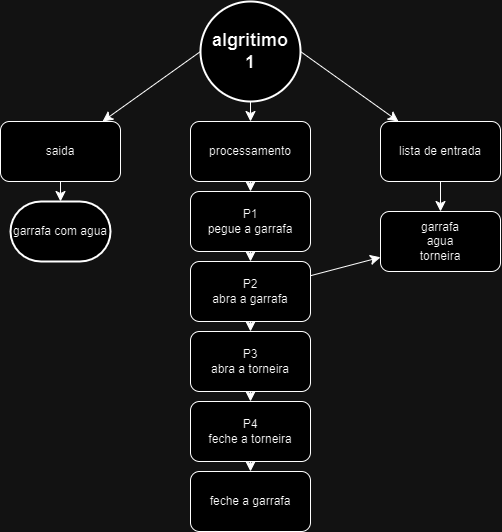 algritimo
1
saida
processamento
lista de entrada
garrafa com agua
P1
pegue a garrafa
garrafa
agua
torneira
P2
abra a garrafa
P3
abra a torneira
P4
feche a torneira
feche a garrafa